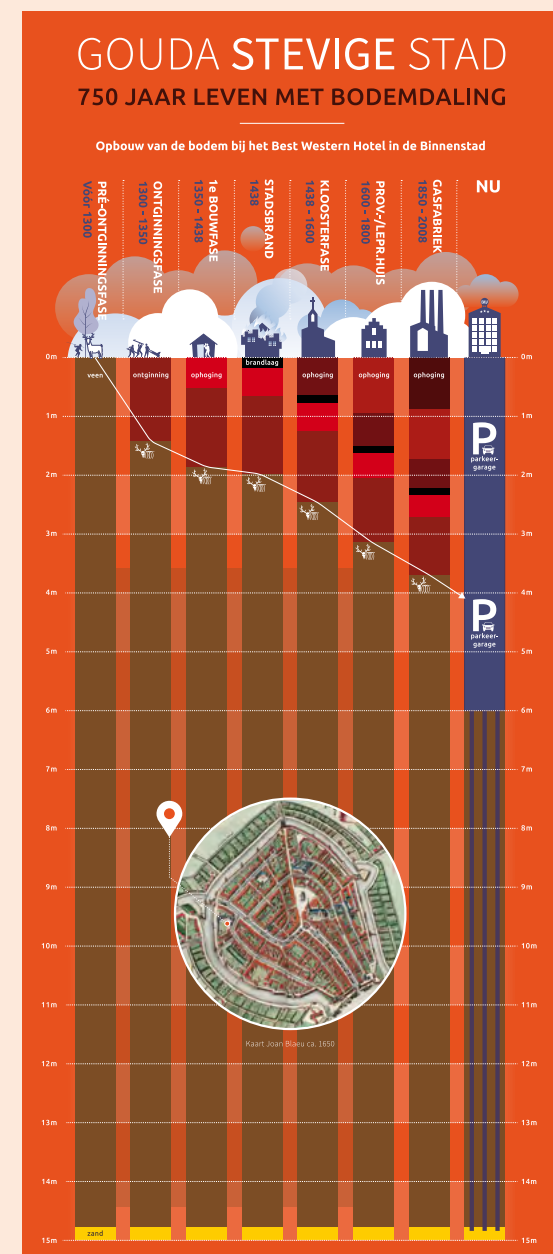 GOUDA STEVIGE STAD
750 JAAR LEVEN MET BODEMDALING
Opbouw van de bodem bij het Best Western Hotel in de Binnenstad
PRÉ-ONTGINNINGSFASE
Vóór 1300
ONTGINNINGSFASE
1300 - 1350
1e BOUWFASE
1350 - 1438
STADSBRAND
1438
KLOOSTERFASE
1438 - 1600
PROV-/LEPR.HUIS
1600 - 1800
GASFABRIEK
1850 - 2008
NU
0m 0m
brandlaag
veen ontginning ophoging ophoging ophoging ophoging
1m 1m
P
parkeer-
garage
2m 2m
3m 3m
4m 4m
P
parkeer-
garage
5m 5m
6m 6m
7m 7m
8m 8m
9m 9m
10m 10m
11m 11m
Kaart Joan Blaeu ca. 1650
12m 12m
13m 13m
14m 14m
zand
15m 15m